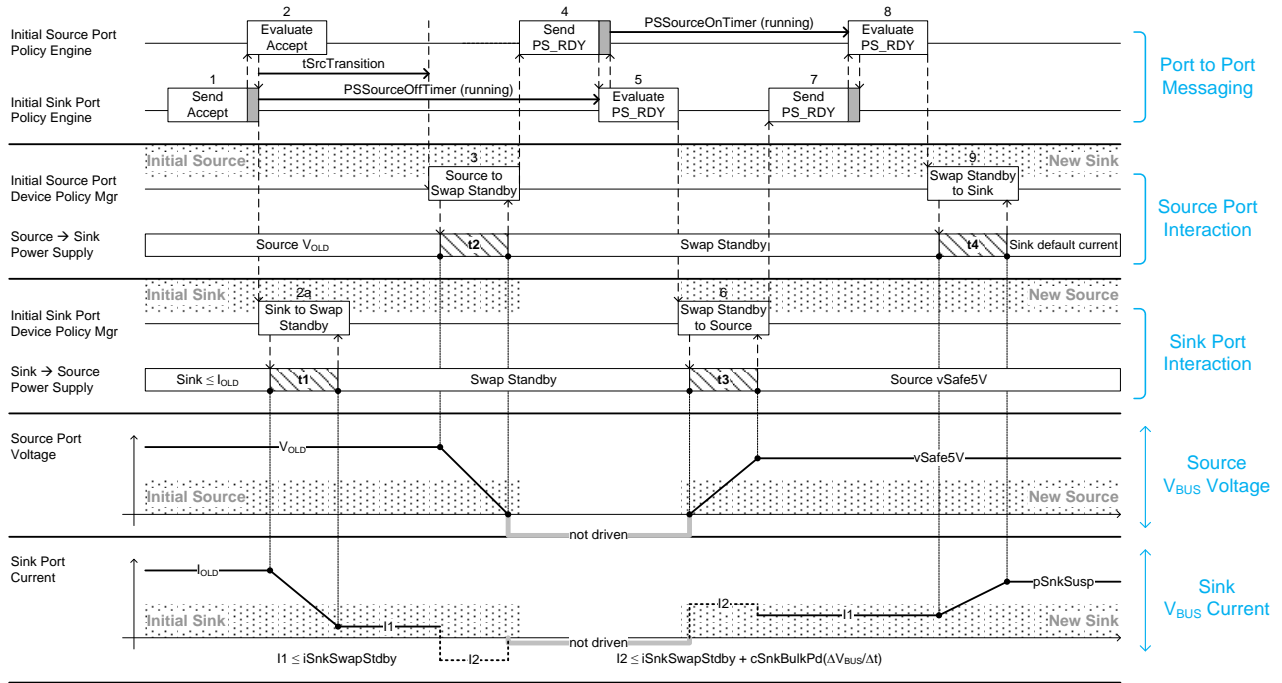 2
4
8
Initial Source Port
Policy Engine
Evaluate
Accept
Send
PS_RDY
PSSourceOnTimer (running)
Evaluate
PS_RDY
tSrcTransition
Port to Port
Messaging
1
5
7
Initial Sink Port
Policy Engine
Send
Accept
PSSourceOffTimer (running)
Evaluate
PS_RDY
Send
PS_RDY
Initial Source
3
9
New Sink
Initial Source Port
Device Policy Mgr
Source to
Swap Standby
Swap Standby
to Sink
Source Port
Interaction
Source → Sink
Power Supply
Source VOLD
t2
Swap Standby
t4
Sink default current
Initial Sink
2a
6
New Source
Initial Sink Port
Device Policy Mgr
Sink to Swap
Standby
Swap Standby
to Source
Sink Port
Interaction
Sink → Source
Power Supply
Sink ≤ IOLD
t1
Swap Standby
t3
Source vSafe5V
Source Port
Voltage
VOLD
vSafe5V
Source
VBUS Voltage
Initial Source
New Source
not driven
Sink Port
Current
IOLD
pSnkSusp
Sink
VBUS Current
Initial Sink
I1
I2
not driven
I2
I1
New Sink
I1 ≤ iSnkSwapStdby
I2 ≤ iSnkSwapStdby + cSnkBulkPd(ΔVBUS/Δt)